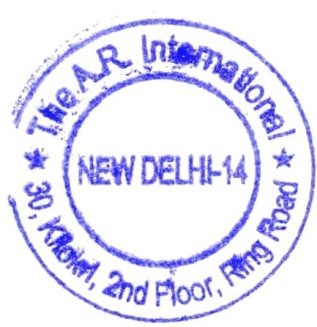 The A.R. International
NEW DELHI-14
30, Kilokri, 2nd Floor, Ring Road